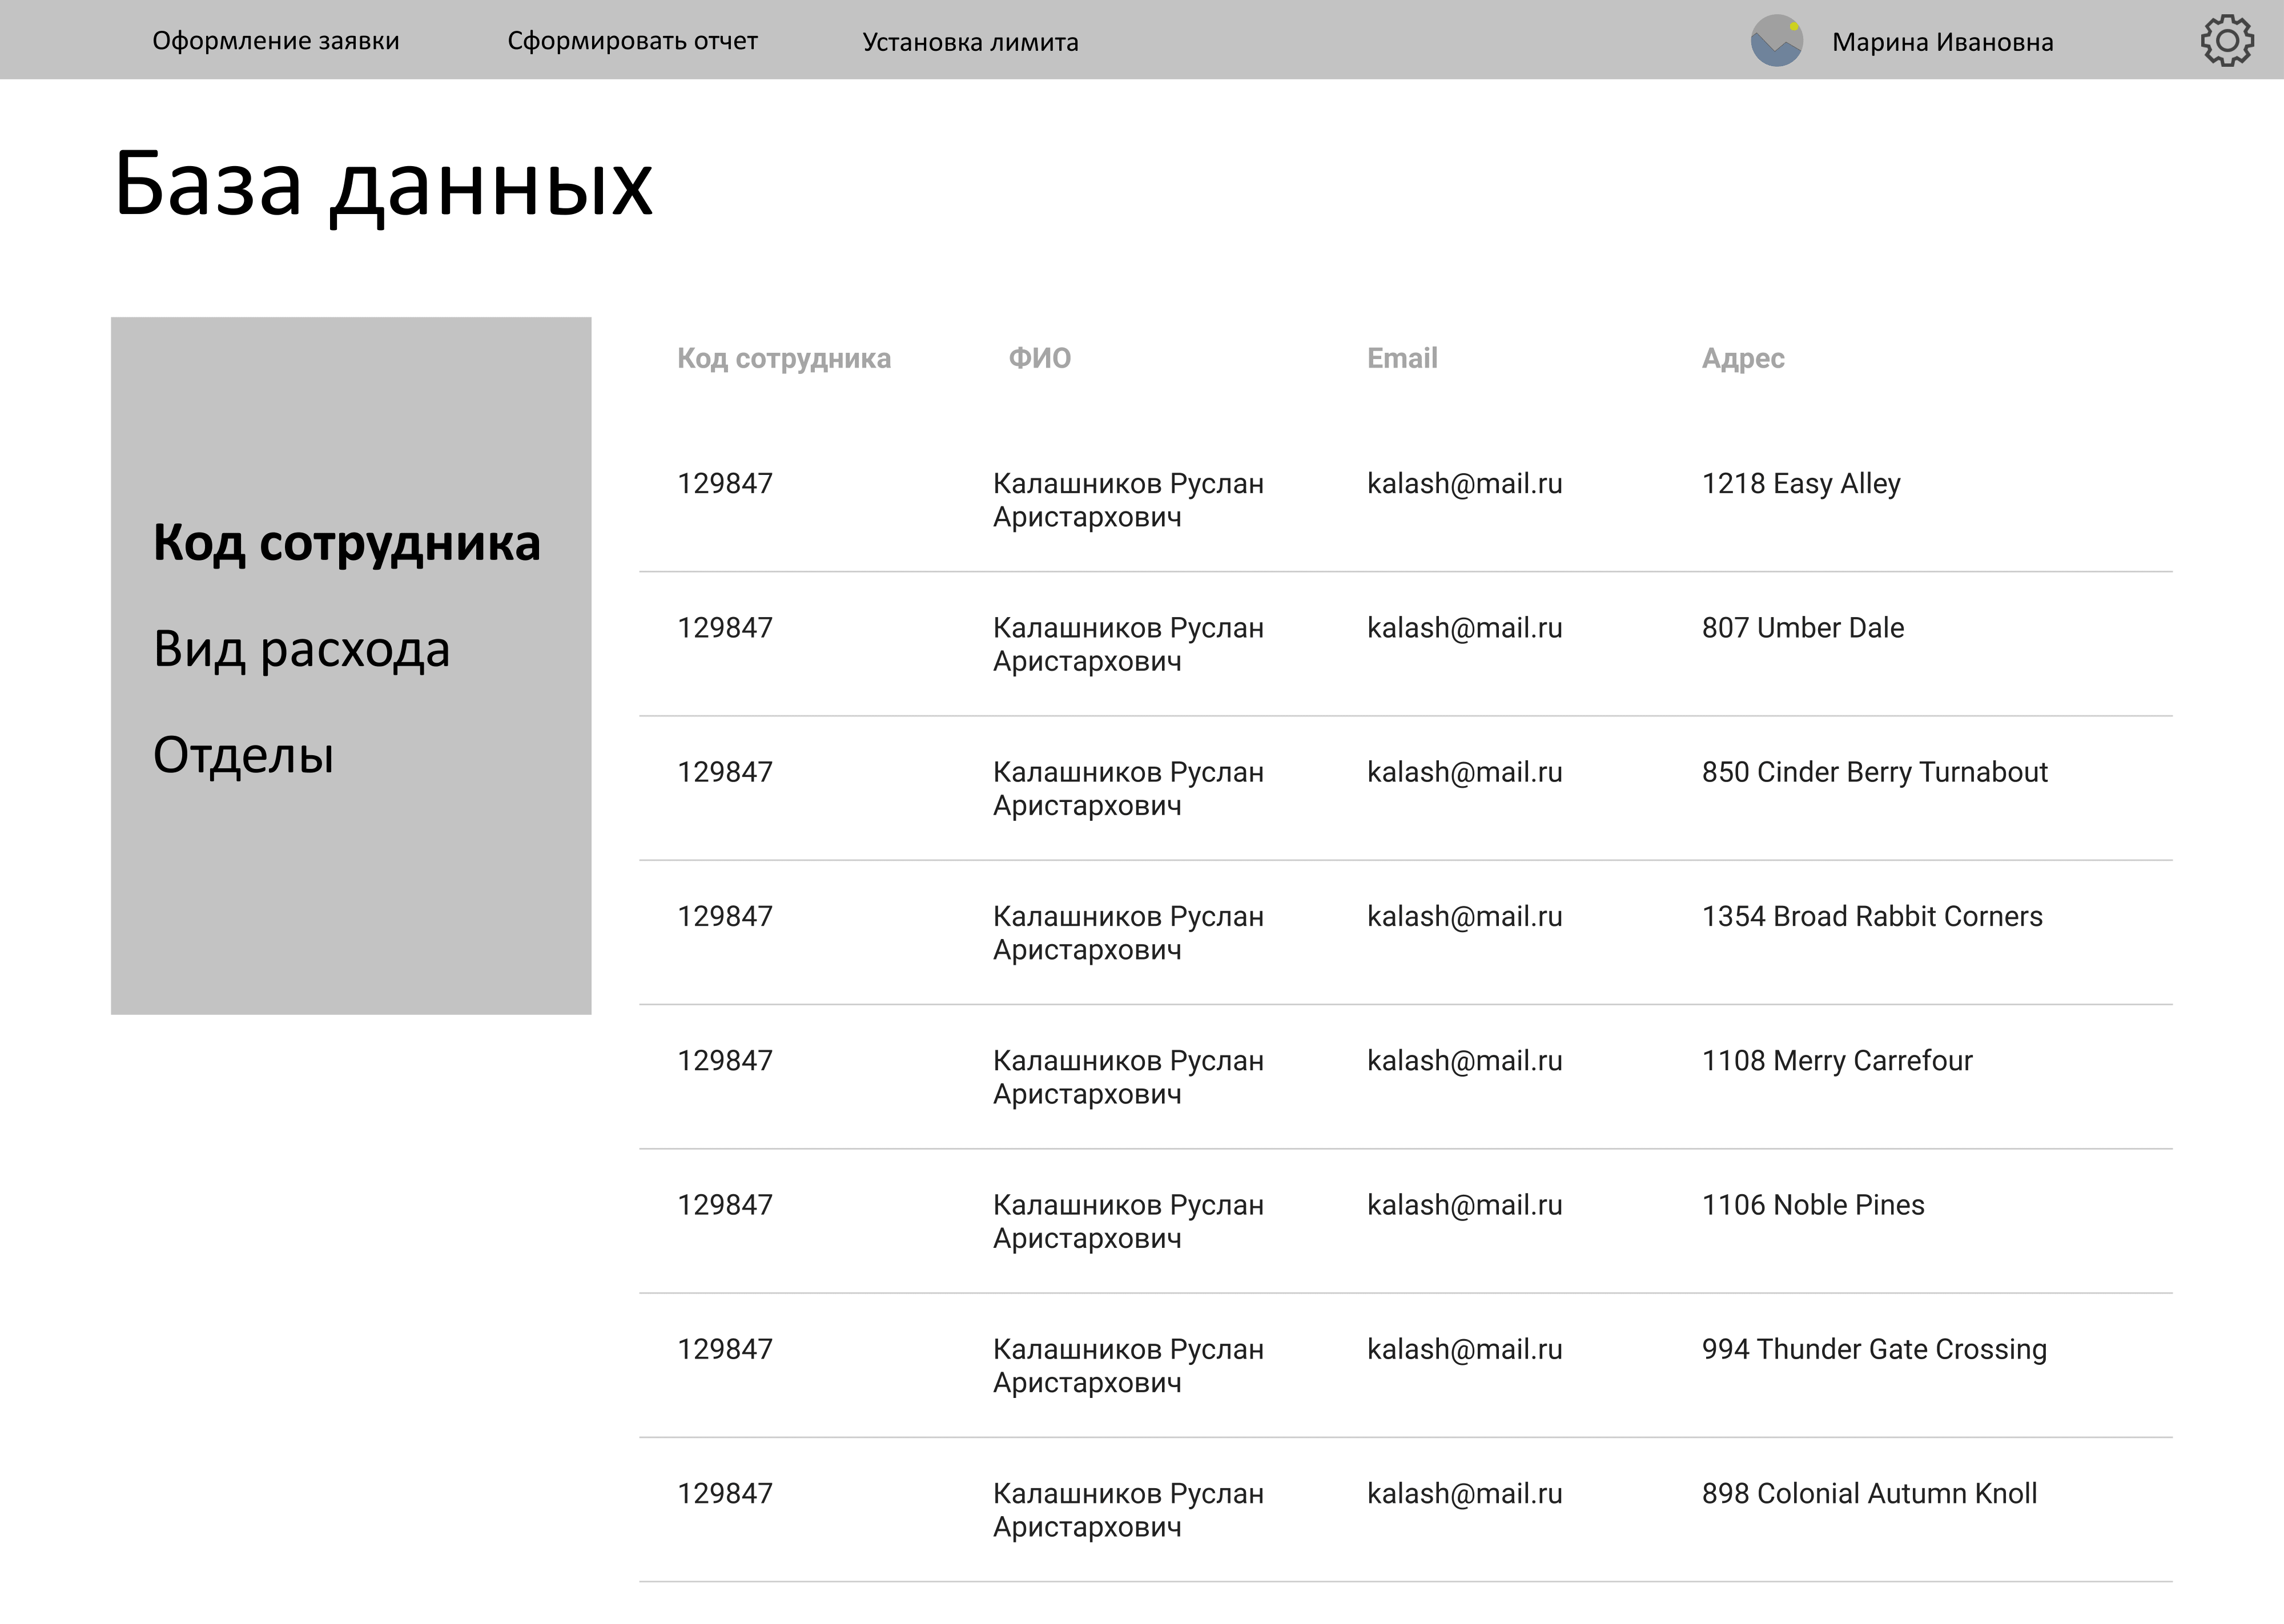 Оформление заявки Сформировать отчет Установка лимита Марина Ивановна
База данных
Код сотрудника
Вид расхода
Отделы
Код сотрудника ФИО Email Адрес
129847 Калашников Руслан kalash@mail.ru 1218 Easy Alley
Аристархович
129847 Калашников Руслан kalash@mail.ru 807 Umber Dale
Аристархович
129847 Калашников Руслан kalash@mail.ru 850 Cinder Berry Turnabout
Аристархович
129847 Калашников Руслан kalash@mail.ru 1354 Broad Rabbit Corners
Аристархович
129847 Калашников Руслан kalash@mail.ru 1108 Merry Carrefour
Аристархович
129847 Калашников Руслан kalash@mail.ru 1106 Noble Pines
Аристархович
129847 Калашников Руслан kalash@mail.ru 994 Thunder Gate Crossing
Аристархович
129847 Калашников Руслан kalash@mail.ru 898 Colonial Autumn Knoll
Аристархович